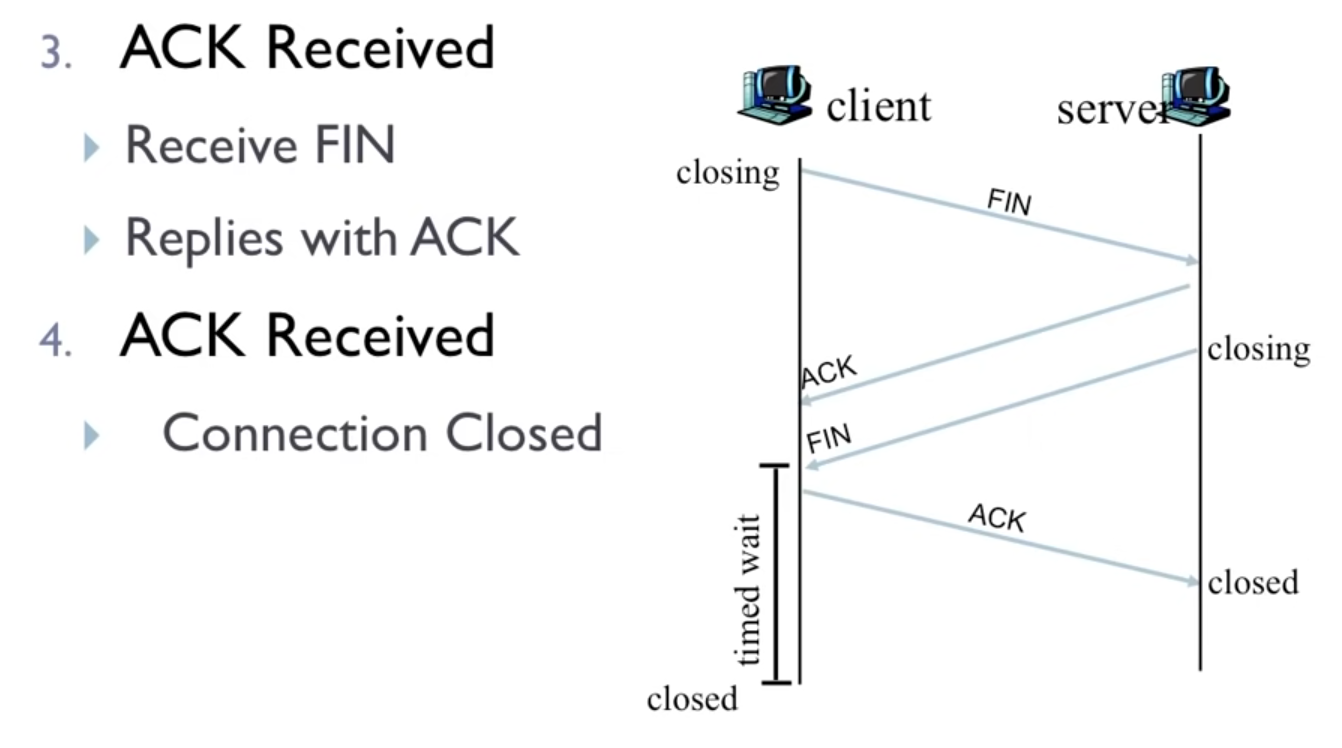 3. ACK Received
Receive FIN
Replies with ACK
4. ACK Received
Connection Closed
client
server
closing
FIN
ACK
closing
FIN
timed wait
ACK
closed
closed